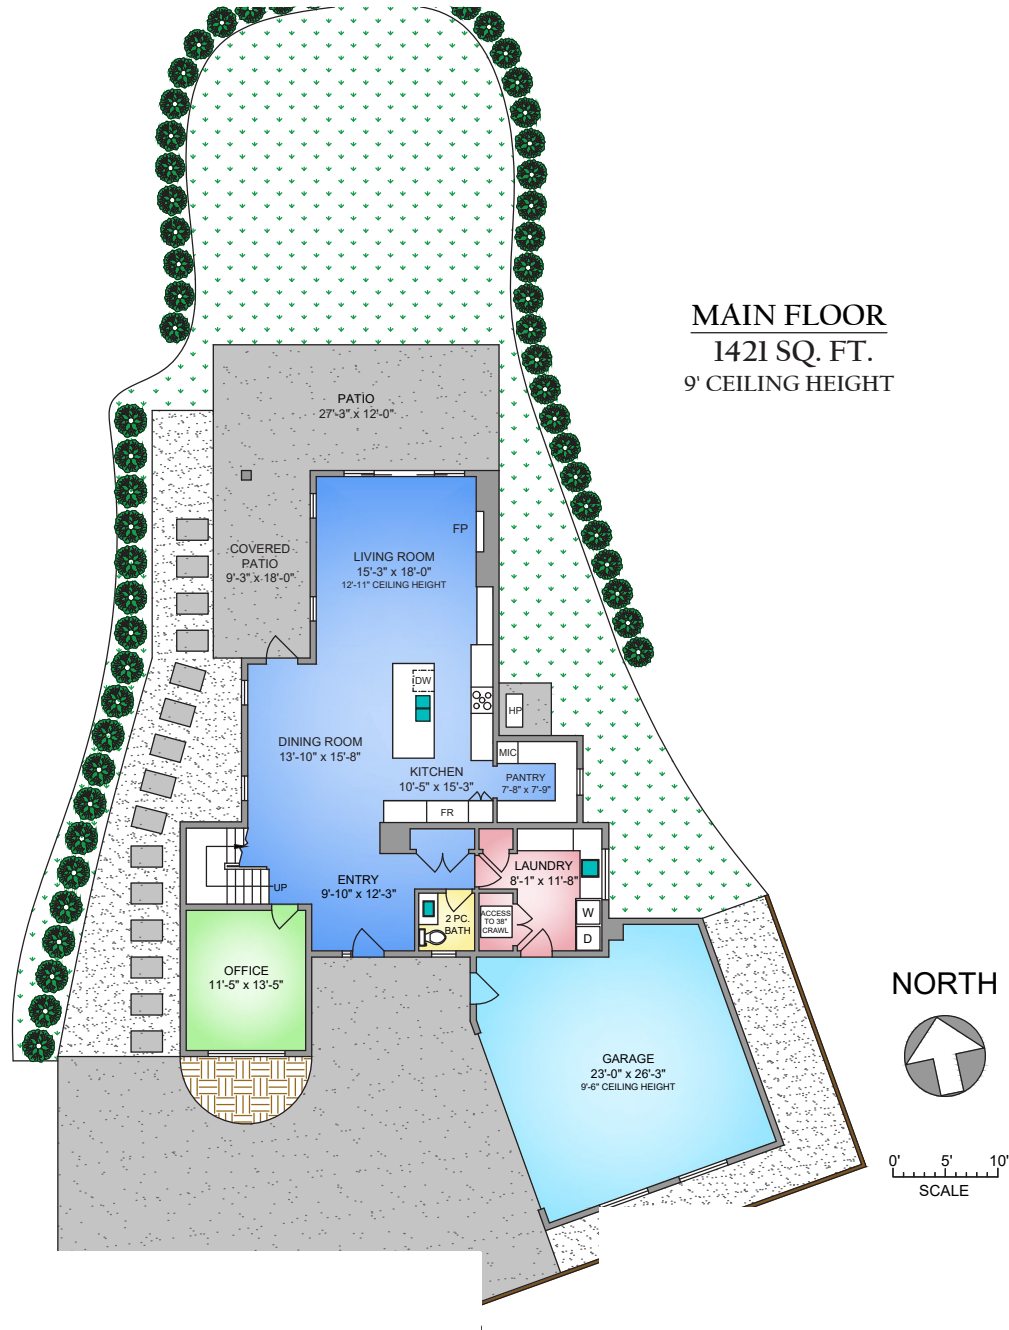 MAIN FLOOR
1421 SQ. FT.
9' CEILING HEIGHT
PATIO
27'-3" x 12'-0"
FP
COVERED
PATIO
9'-3" x 18'-0"
LIVING ROOM
15'-3" x 18'-0"
12'-11" CEILING HEIGHT
DW
HP
DINING ROOM
13'-10" x 15'-8"
MIC
KITCHEN
10'-5" x 15'-3"
PANTRY
7'-8" x 7'-9"
FR
LAUNDRY
8'-1" x 11'-8"
ENTRY
9'-10" x 12'-3"
UP
2 PC.
BATH
ACCESS
TO 38"
CRAWL
W
D
OFFICE
11'-5" x 13'-5"
NORTH
GARAGE
23'-0" x 26'-3"
9'-6" CEILING HEIGHT
0' 5' 10'
SCALE